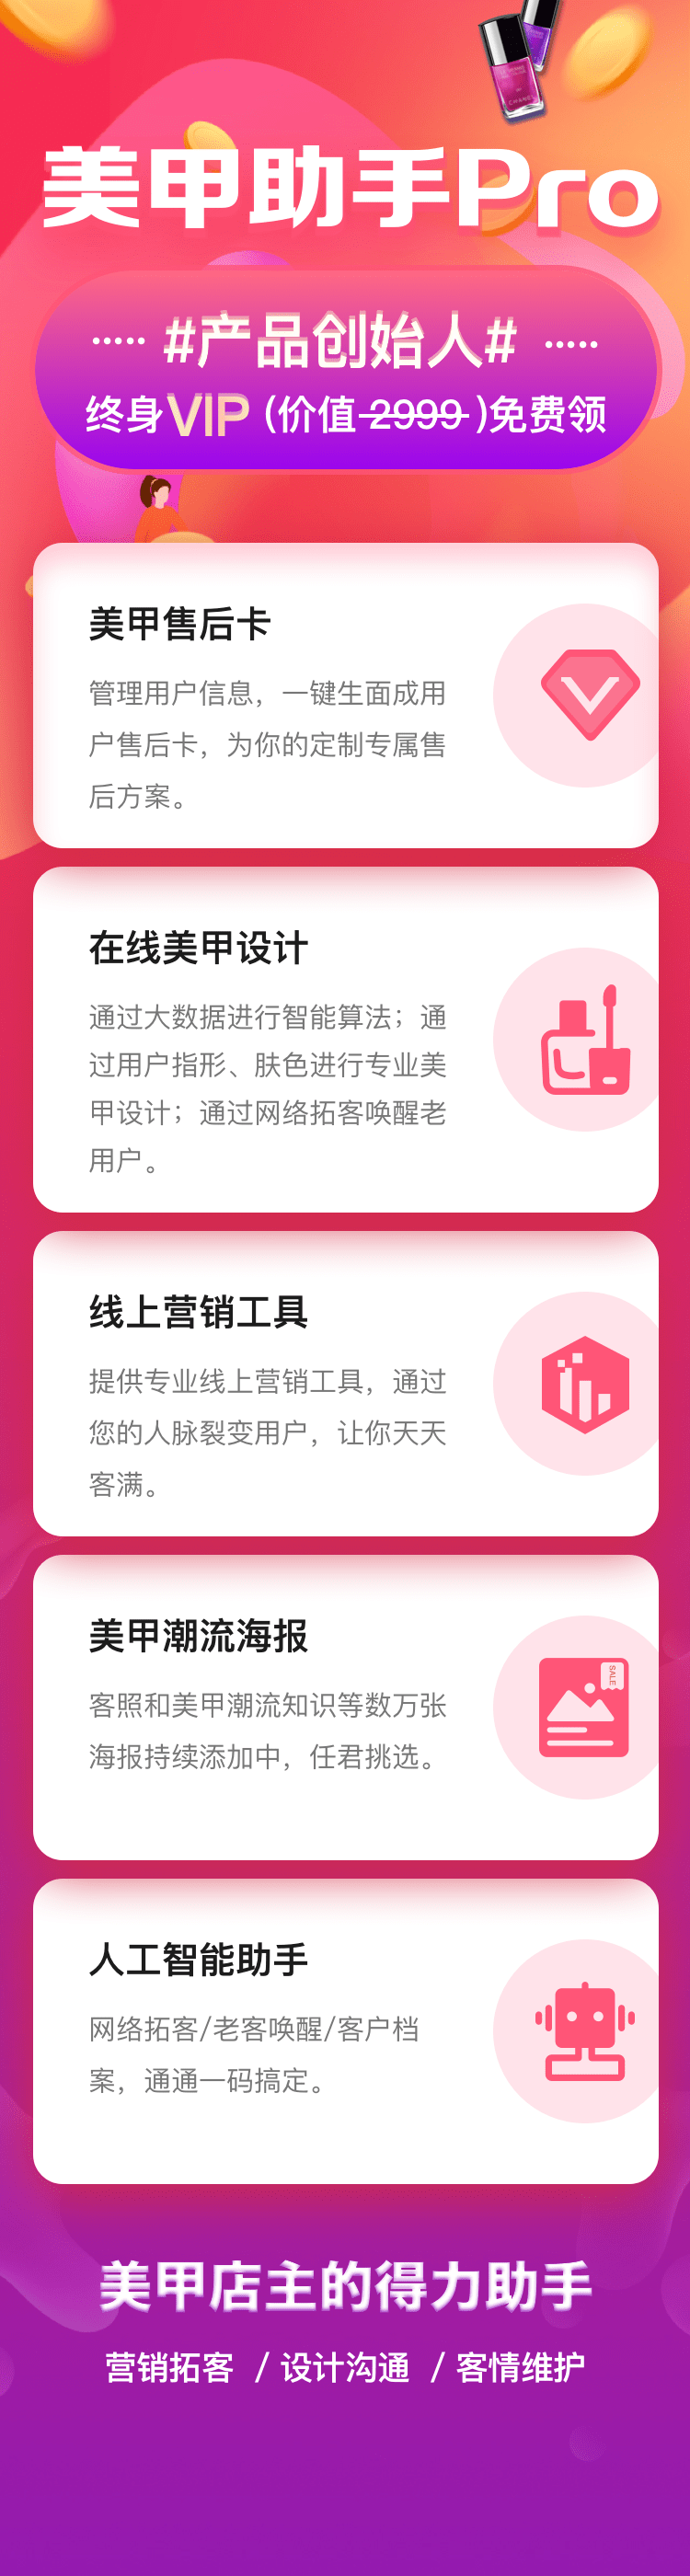 CHANEL
美甲助手Pro
#产品创始人#
终身VIP (价值 2999 )免费领
美甲售后卡
管理用户信息，一键生面成用
户售后卡，为你的定制专属售
后方案。
在线美甲设计
通过大数据进行智能算法；通
过用户指形、肤色进行专业美
甲设计；通过网络拓客唤醒老
用户。
线上营销工具
提供专业线上营销工具，通过
您的人脉裂变用户，让你天天
客满。
美甲潮流海报
SALE
客照和美甲潮流知识等数万张
海报持续添加中，任君挑选。
人工智能助手
网络拓客/老客唤醒/客户档
案，通通一码搞定。
美甲店主的得力助手
营销拓客 / 设计沟通 / 客情维护